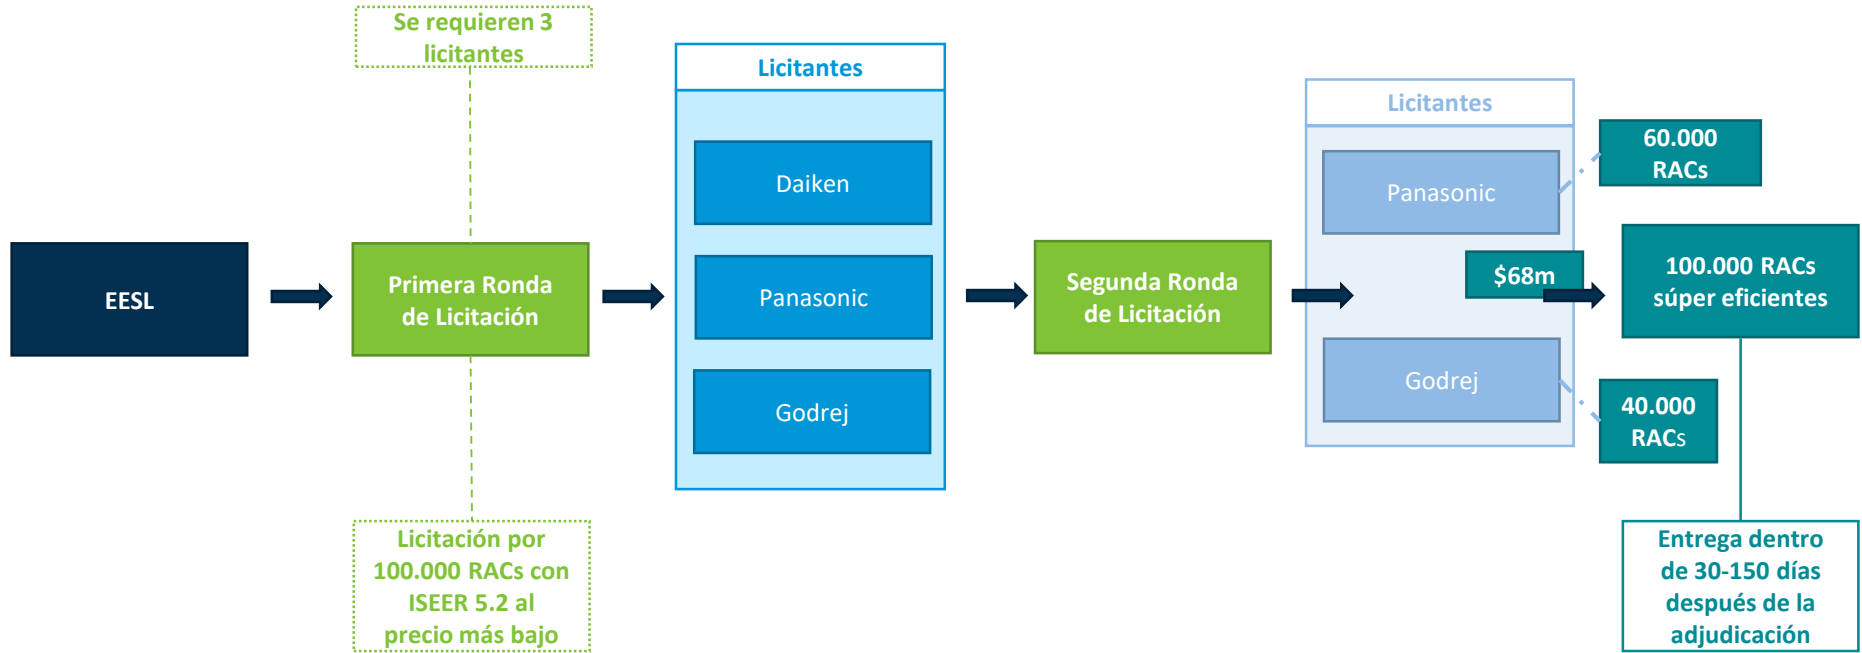 EESL
Se requieren 3
licitantes
Primera Ronda
de Licitación
Licitación por
100.000 RACs con
ISEER 5.2 al
precio más bajo
Licitantes
Daiken
Panasonic
Godrej
Segunda Ronda
de Licitación
Licitantes
Panasonic
Godrej
60.000
RACs
$68m
40.000
RACs
100.000 RACs
súper eficientes
Entrega dentro
de 30-150 días
después de la
adjudicación